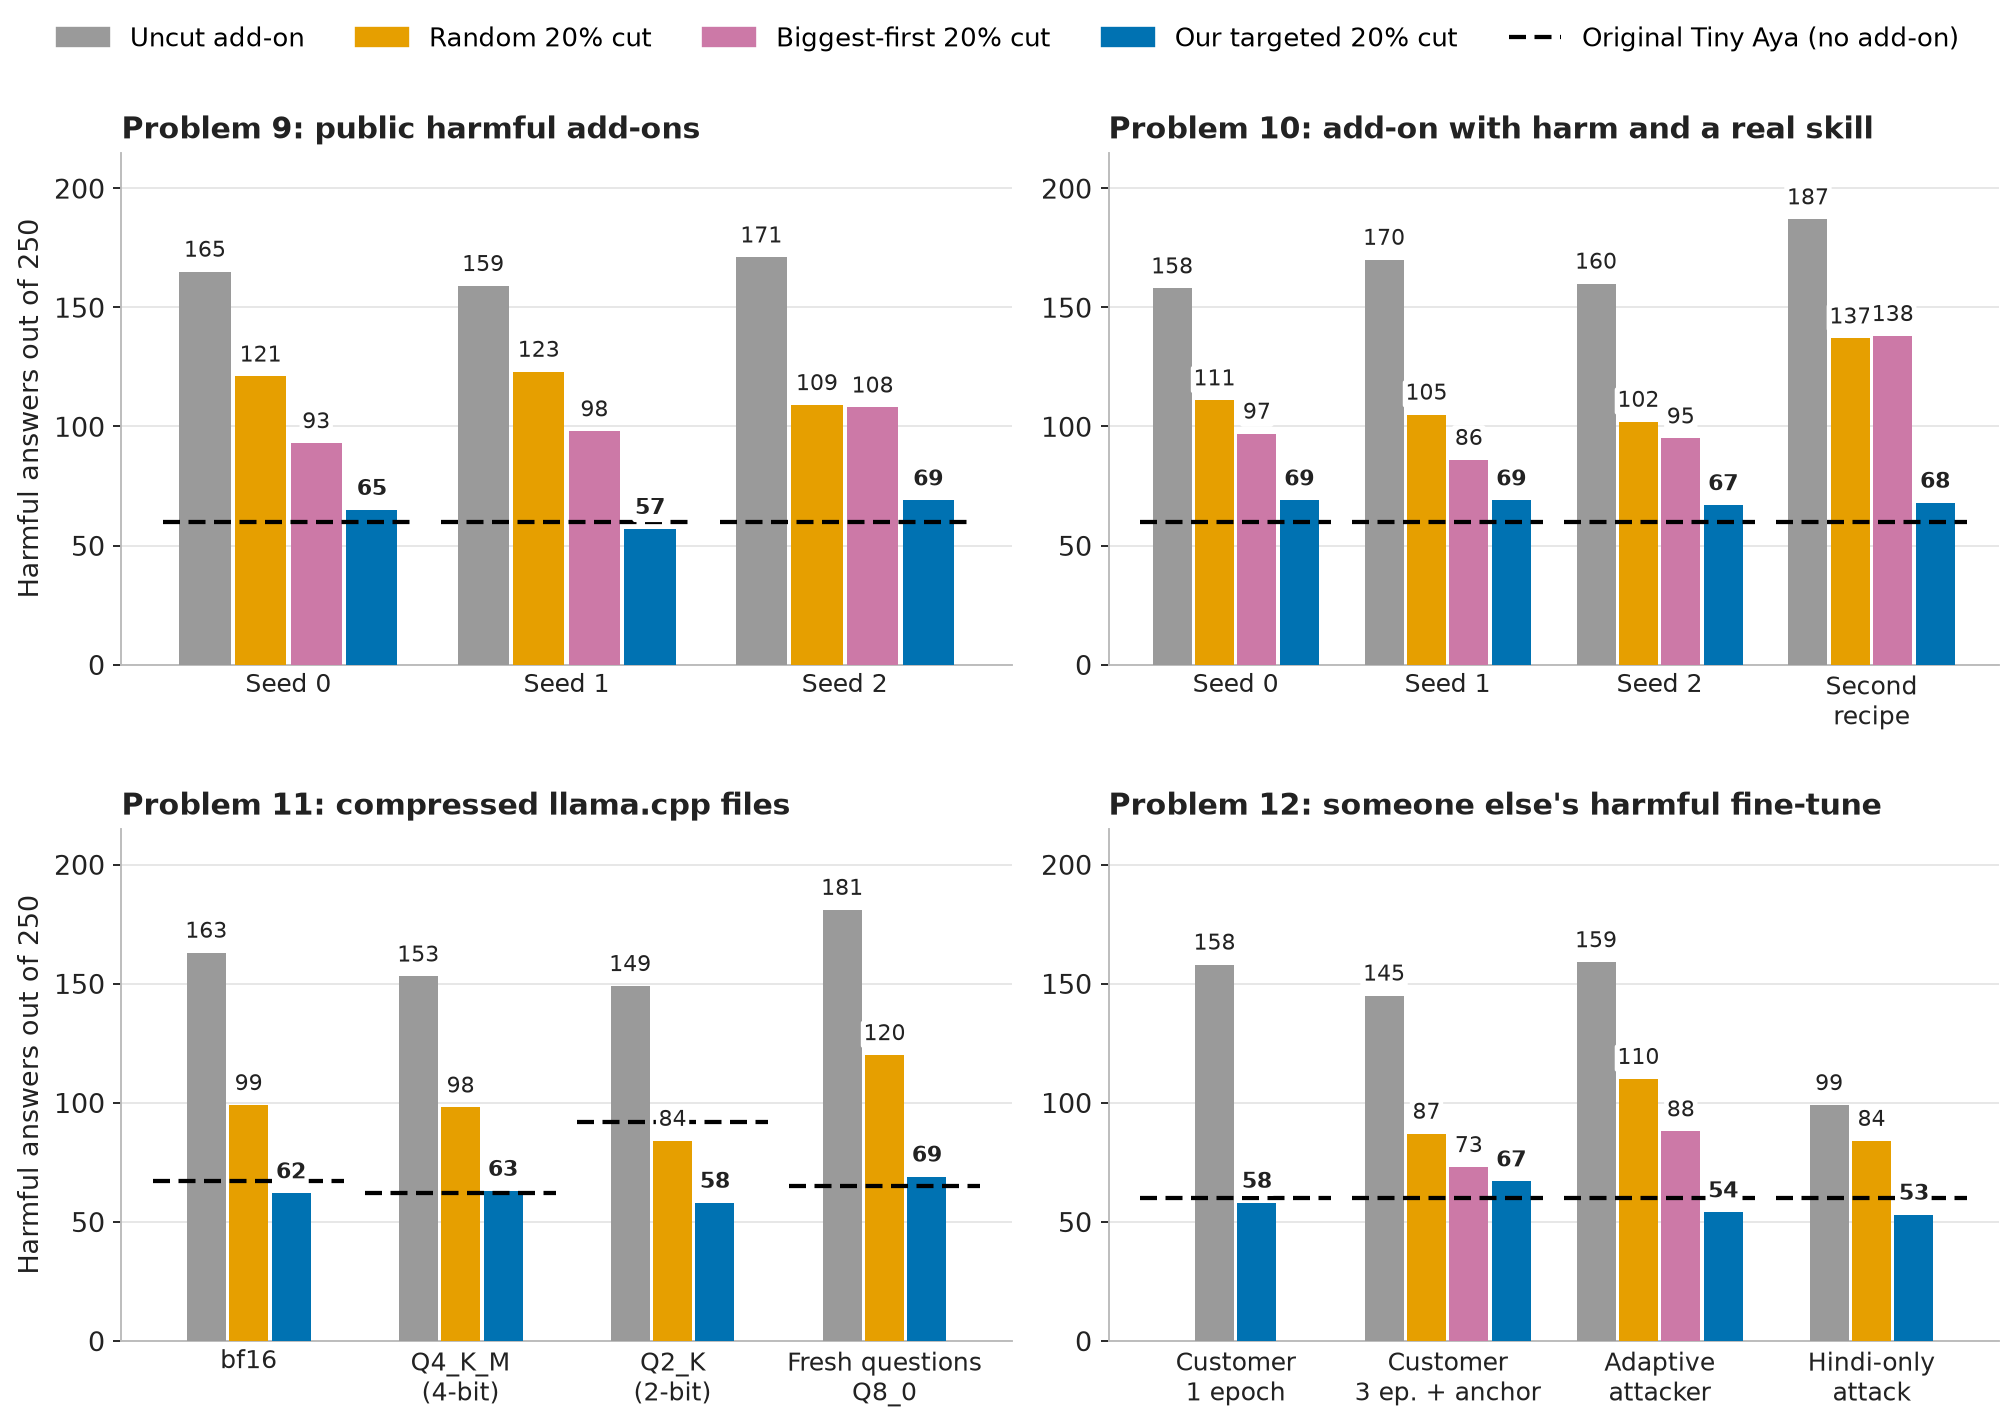 Uncut add-on
Random 20% cut
Biggest-first 20% cut
Our targeted 20% cut
Original Tiny Aya (no add-on)
Problem 9: public harmful add-ons
Harmful answers out of 250
200
150
100
50
0
165
121
93
65
159
123
98
57
171
109
108
69
Seed 0
Seed 1
Seed 2
Problem 10: add-on with harm and a real skill
200
150
100
50
0
158
111
97
69
170
105
86
69
160
102
95
67
187
137
138
68
Seed 0
Seed 1
Seed 2
Second
recipe
Problem 11: compressed llama.cpp files
Harmful answers out of 250
200
150
100
50
0
163
99
62
153
98
63
149
84
58
181
120
69
bf16
Q4_K_M
(4-bit)
Q2_K
(2-bit)
Fresh questions
Q8_0
Problem 12: someone else's harmful fine-tune
200
150
100
50
0
158
58
145
87
73
67
159
110
88
54
99
84
53
Customer
1 epoch
Customer
3 ep. + anchor
Adaptive
attacker
Hindi-only
attack